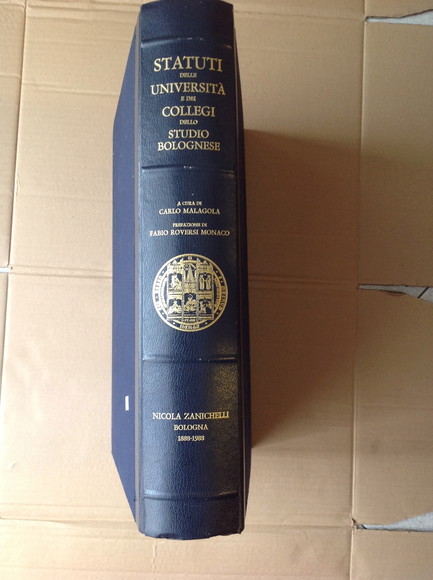 STATUTI
DELLE
UNIVERSITÀ
E DEI
COLLEGI
DELLO
STUDIO
BOLOGNESE
A CURA DI
CARLO MALAGOLA
PREFAZIONE DI
FABIO ROVERSI MONACO
NICOLA ZANICHELLI
BOLOGNA
1888-1988